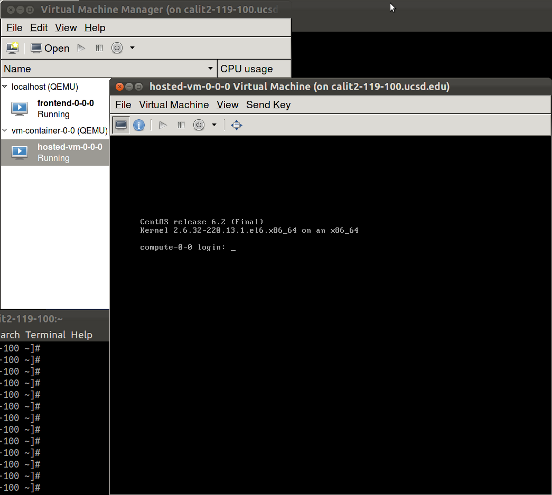 Virtual Machine Manager (on calit2-119-100.ucsd
File Edit View Help
Open
Name CPU usage
localhost (QEMU)
frontend-0-0-0
Running
vm-container-0-0 (QEMU)
hosted-vm-0-0-0
Running
hosted-vm-0-0-0 Virtual Machine (on calit2-119-100.ucsd.edu)
File Virtual Machine View Send Key
CentOS release 6.2 (Final)
Kernel 2.6.32-220.13.1.el6.x86_64 on an x86_64
compute-0-0 login: _
it2-119-100:~
arch Terminal Help
-100 ~]#
-100 ~]#
-100 ~]#
-100 ~]#
-100 ~]#
-100 ~]#
-100 ~]#
-100 ~]#
-100 ~]#
-100 ~]#
-100 ~]#
-100 ~]#
-100 ~]#